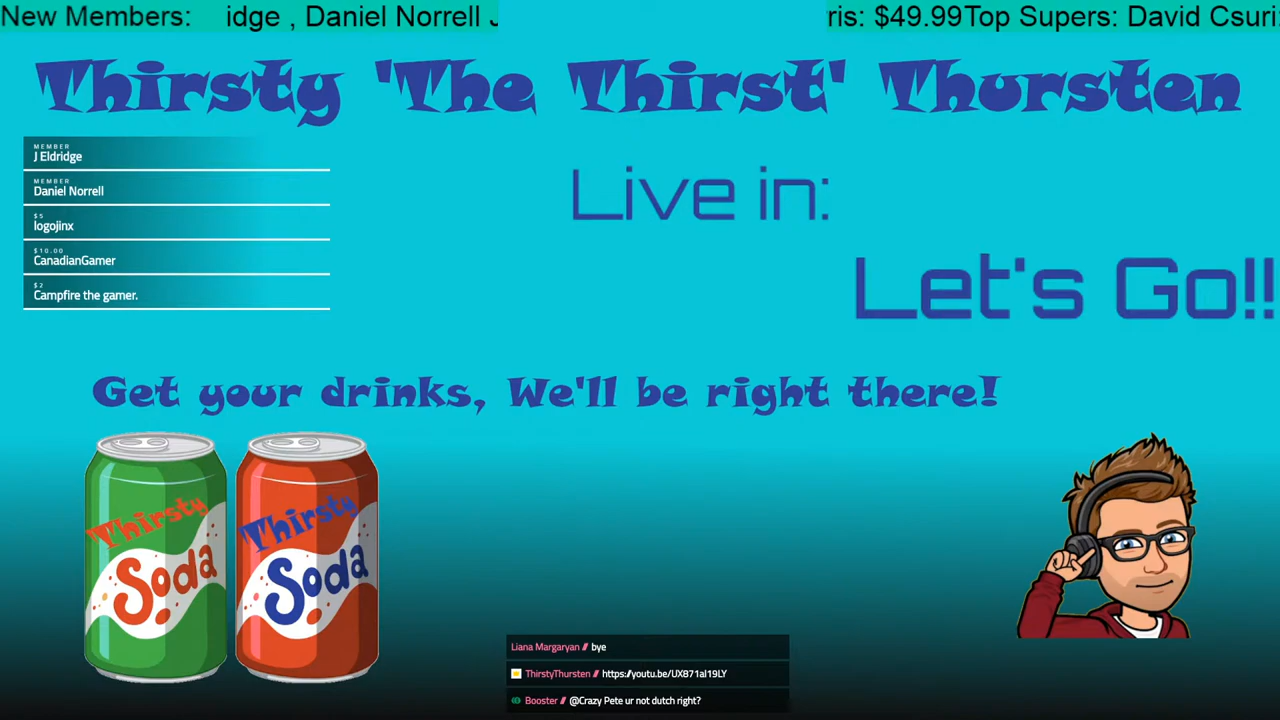 New Members: idge , Daniel Norrell J
ris: $49.99Top Supers: David Csuri
Thirsty 'The Thirst' Thursten
MEMBER
J Eldridge
MEMBER
Daniel Norrell
$5
logojinx
$10.00
CanadianGamer
$2
Campfire the gamer.
Live in:
Let's Go!!
Get your drinks, We'll be right there!
Thirsty
Soda
Thirsty
Soda
Liana Margaryan // bye
ThirstyThursten // https://youtu.be/UX871al19LY
Booster // @Crazy Pete ur not dutch right?